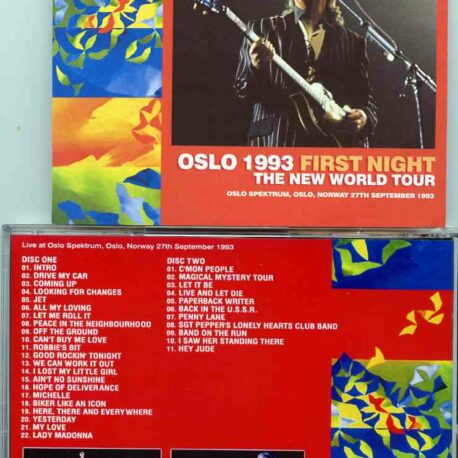 OSLO 1993 FIRST NIGHT
THE NEW WORLD TOUR
OSLO SPEKTRUM, OSLO, NORWAY 27TH SEPTEMBER 1993
Live at Oslo Spektrum, Oslo, Norway 27th September 1993
DISC ONE
01. INTRO
02. DRIVE MY CAR
03. COMING UP
04. LOOKING FOR CHANGES
05. JET
06. ALL MY LOVING
07. LET ME ROLL IT
08. PEACE IN THE NEIGHBOURHOOD
09. OFF THE GROUND
10. CAN'T BUY ME LOVE
11. ROBBIE'S BIT
12. GOOD ROCKIN' TONIGHT
13. WE CAN WORK IT OUT
14. I LOST MY LITTLE GIRL
15. AIN'T NO SUNSHINE
16. HOPE OF DELIVERANCE
17. MICHELLE
18. BIKER LIKE AN ICON
19. HERE, THERE AND EVERYWHERE
20. YESTERDAY
21. MY LOVE
22. LADY MADONNA
DISC TWO
01. C'MON PEOPLE
02. MAGICAL MYSTERY TOUR
03. LET IT BE
04. LIVE AND LET DIE
05. PAPERBACK WRITER
06. BACK IN THE U.S.S.R.
07. PENNY LANE
08. SGT PEPPER'S LONELY HEARTS CLUB BAND
09. BAND ON THE RUN
10. I SAW HER STANDING THERE
11. HEY JUDE